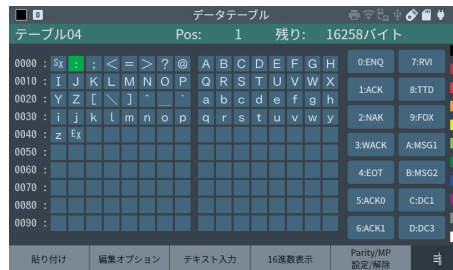 0 データテーブル
テーブル04 Pos: 1 残り: 16258バイト
0000 : SX : ; < = > ? @ A B C D E F G H
0010 : I J K L M N O P Q R S T U V W X
0020 : Y Z [ \ ] ^ _ ` a b c d e f g h
0030 : i j k l m n o p q r s t u v w y
0040 : z EX
0050 :
0060 :
0070 :
0080 :
0090 :
0:ENQ 7:RVI
1:ACK 8:TTD
2:NAK 9:FOX
3:WACK A:MSG1
4:EOT B:MSG2
5:ACK0 C:DC1
6:ACK1 D:DC3
貼り付け 編集オプション テキスト入力 16進数表示 Parity/MP
設定/解除